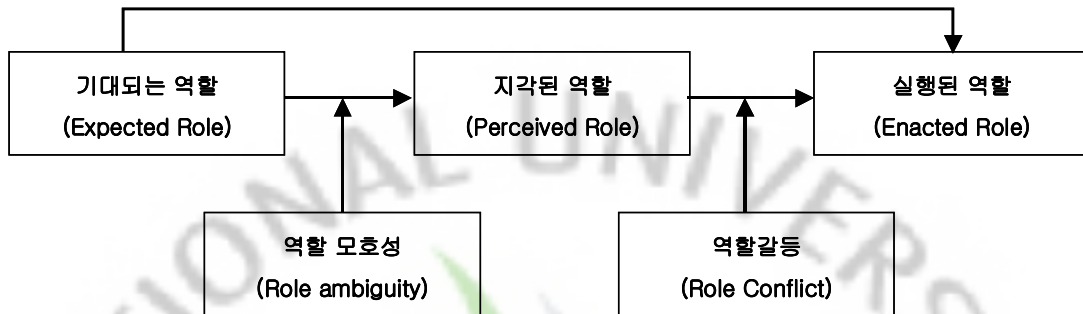 기대되는 역할
(Expected Role)
지각된 역할
(Perceived Role)
실행된 역할
(Enacted Role)
역할 모호성
(Role ambiguity)
역할갈등
(Role Conflict)